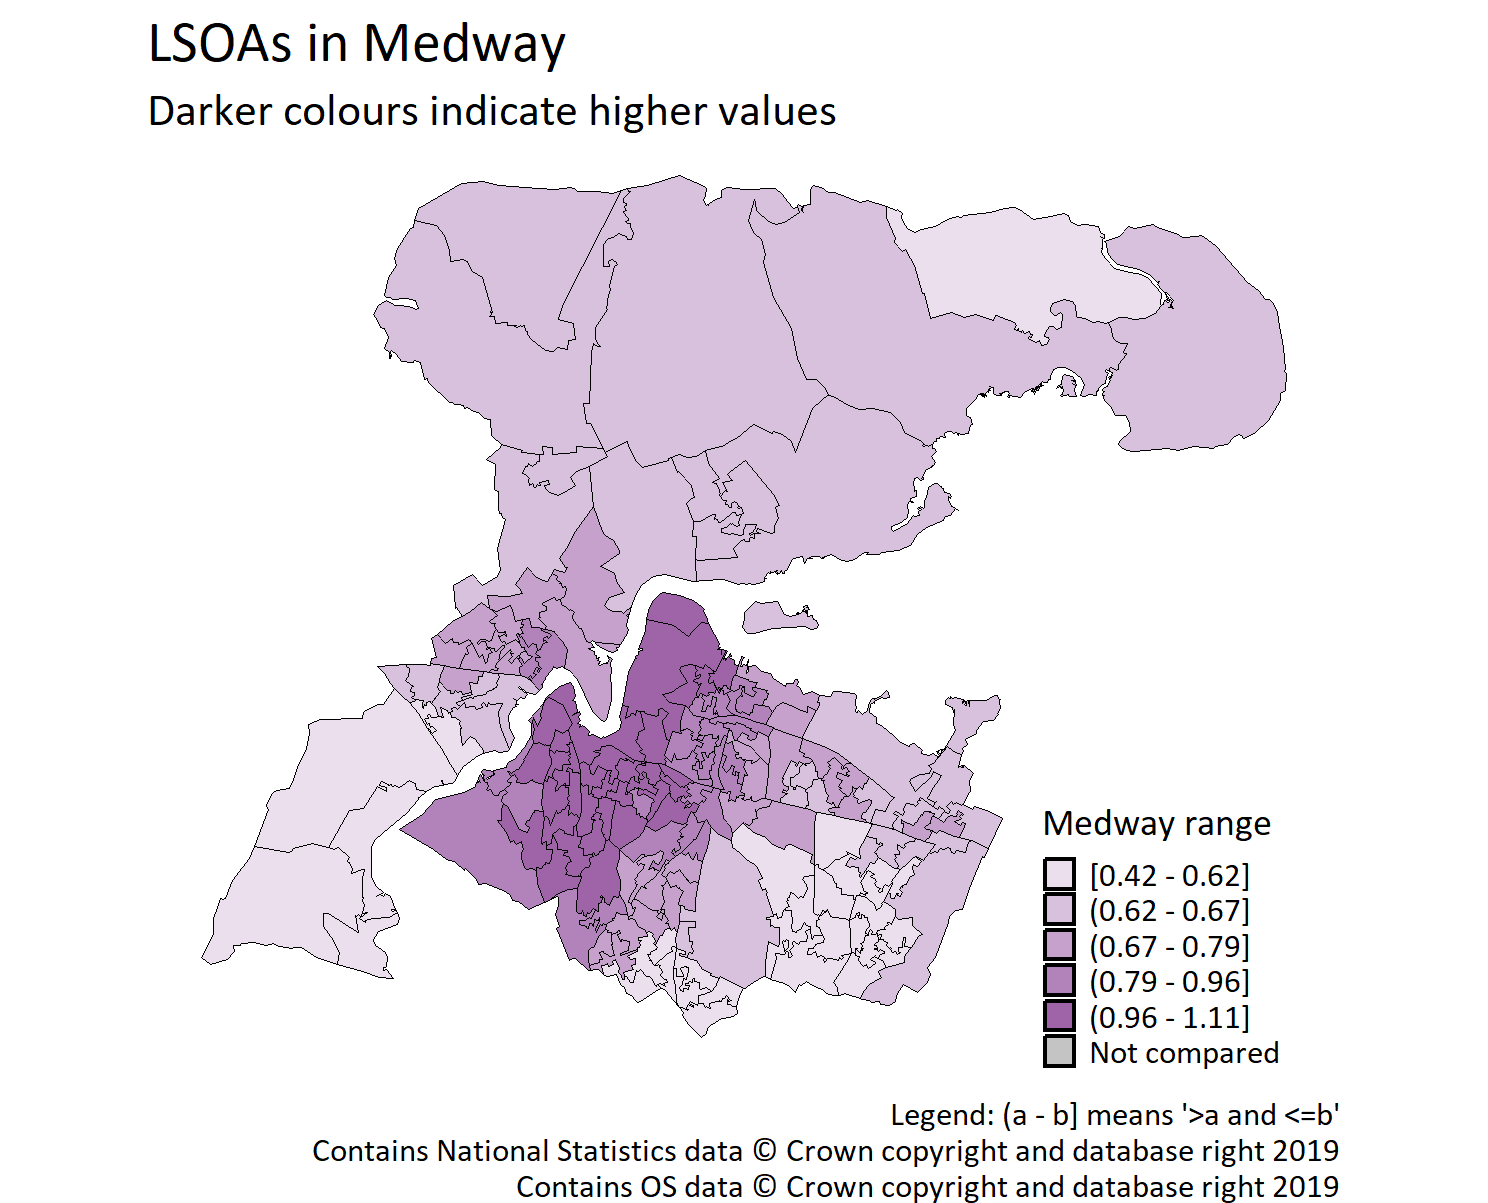 LSOAs in Medway
Darker colours indicate higher values
Medway range
[0.42 - 0.62]
(0.62 - 0.67]
(0.67 - 0.79]
(0.79 - 0.96]
(0.96 - 1.11]
Not compared
Legend: (a - b] means '>a and <=b'
Contains National Statistics data © Crown copyright and database right 2019
Contains OS data © Crown copyright and database right 2019